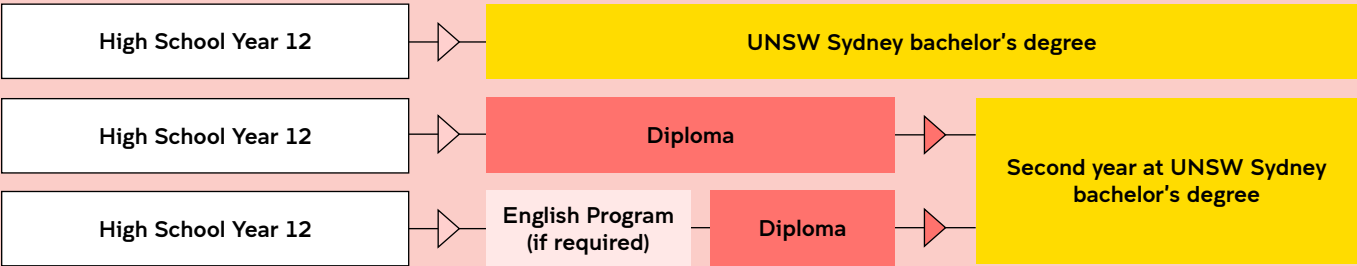 High School Year 12
UNSW Sydney bachelor's degree
High School Year 12
Diploma
Second year at UNSW Sydney
bachelor's degree
High School Year 12
English Program
(if required)
Diploma